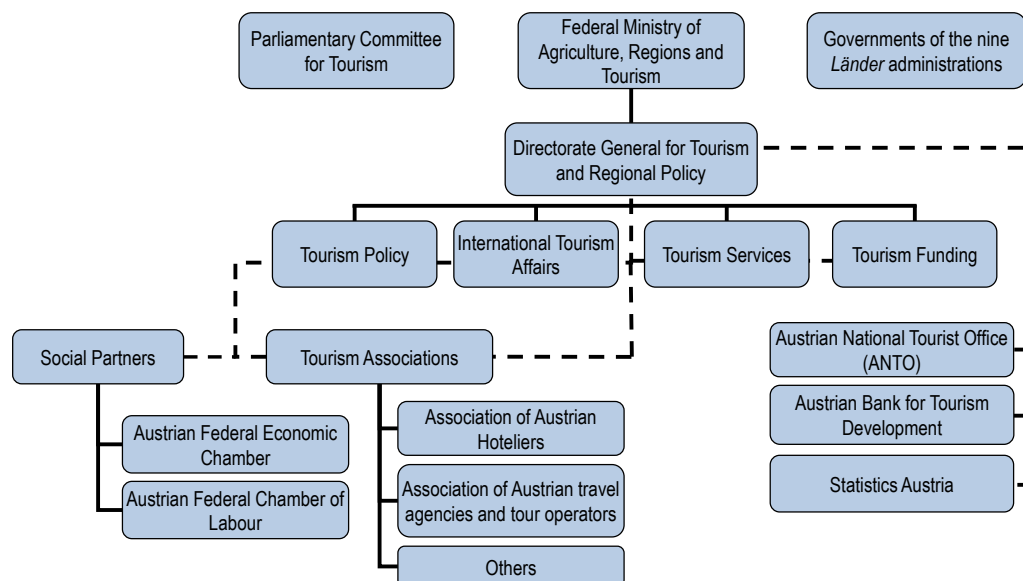 Parliamentary Committee
for Tourism
Federal Ministry of
Agriculture, Regions and
Tourism
Governments of the nine
Länder administrations
Directorate General for Tourism
and Regional Policy
Tourism Policy
International Tourism
Affairs
Tourism Services
Tourism Funding
Social Partners
Tourism Associations
Austrian National Tourist Office
(ANTO)
Austrian Federal Economic
Chamber
Association of Austrian
Hoteliers
Austrian Bank for Tourism
Development
Austrian Federal Chamber of
Labour
Association of Austrian travel
agencies and tour operators
Statistics Austria
Others